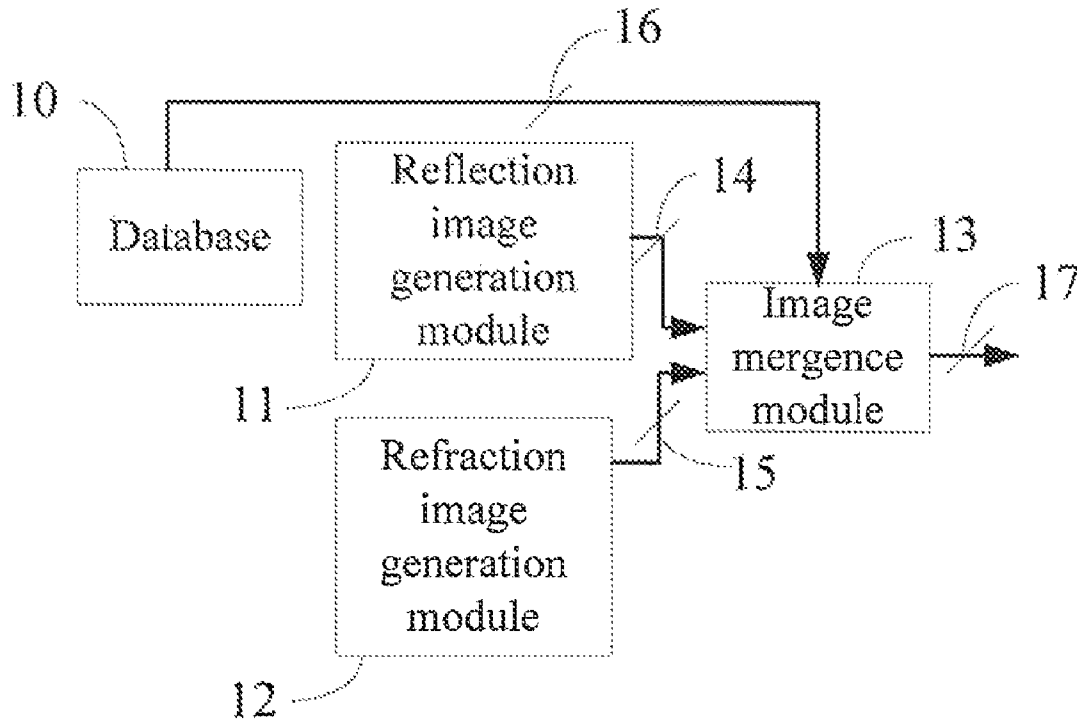 16
10
Reflection
image
generation
module
14
Database
13
Image
mergence
module
17
11
Refraction
image
generation
module
15
12